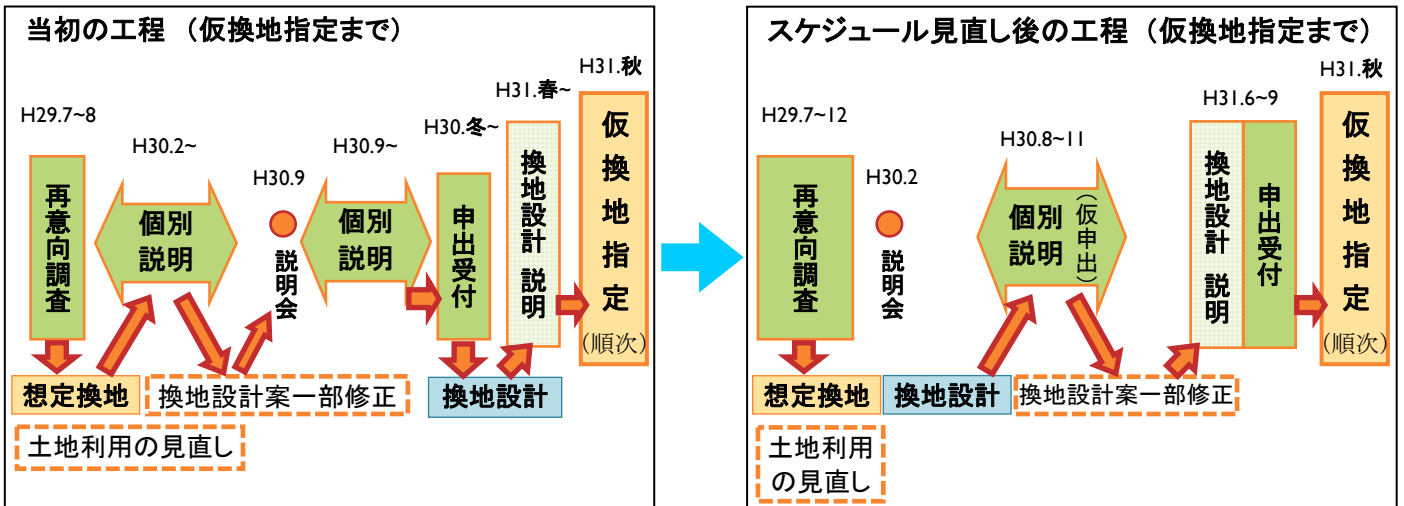 当初の工程 （仮換地指定まで）
H29.7~8
再意向調査
H30.2~
個別
説明
H30.9
説明会
H30.9~
個別
説明
H30.冬~
申出受付
H31.春~
換地設計 説明
H31.秋
仮換地指定
(順次)
想定換地
換地設計案一部修正
換地設計
土地利用の見直し
スケジュール見直し後の工程 （仮換地指定まで）
H29.7~12
再意向調査
H30.2
説明会
H30.8~11
個別
説明
（仮申出）
H31.6~9
換地設計 説明
申出受付
H31.秋
仮換地指定
(順次)
想定換地
換地設計
換地設計案一部修正
土地利用
の見直し